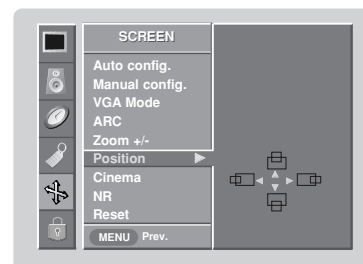 SCREEN
Auto config.
Manual config.
VGA Mode
ARC
Zoom +/-
Position
Cinema
NR
Reset
MENU Prev.